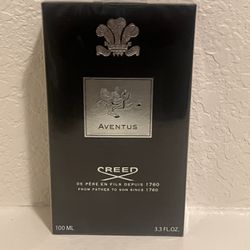 AVENTUS
CREED
DE PÈRE EN FILS DEPUIS 1760
FROM FATHER TO SON SINCE 1760
100 ML 3.3 FL.OZ.